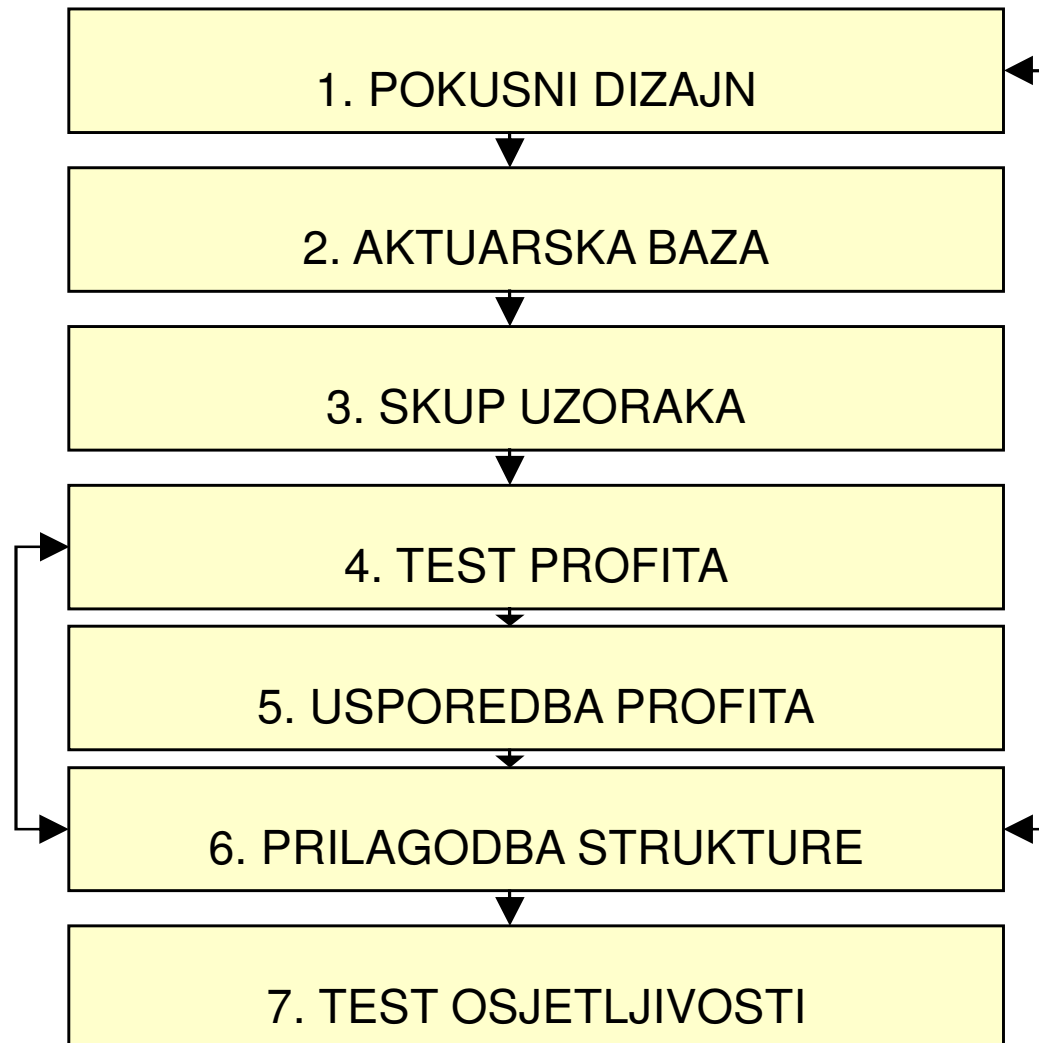 1. POKUSNI DIZAJN
2. AKTUARSKA BAZA
3. SKUP UZORAKA
4. TEST PROFITA
5. USPOREDBA PROFITA
6. PRILAGODBA STRUKTURE
7. TEST OSJETLJIVOSTI